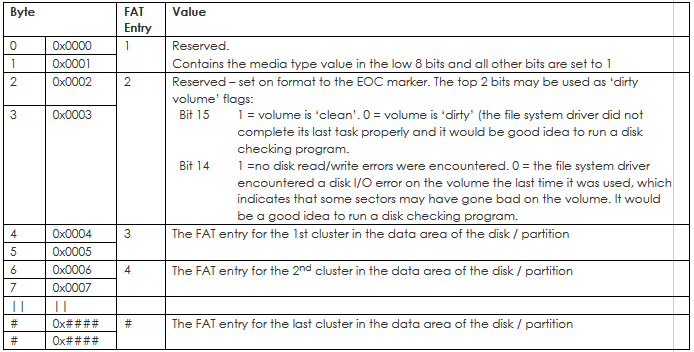 Byte FAT Entry Value
0 0x0000 1 Reserved.
1 0x0001 Contains the media type value in the low 8 bits and all other bits are set to 1
2 0x0002 2 Reserved – set on format to the EOC marker. The top 2 bits may be used as ‘dirty
volume’ flags:
3 0x0003 Bit 15 1 = volume is ‘clean’. 0 = volume is ‘dirty’ (the file system driver did not
complete its last task properly and it would be good idea to run a disk
checking program.
Bit 14 1 =no disk read/write errors were encountered. 0 = the file system driver
encountered a disk I/O error on the volume the last time it was used, which
indicates that some sectors may have gone bad on the volume. It would
be a good idea to run a disk checking program.
4 0x0004 3 The FAT entry for the 1st cluster in the data area of the disk / partition
5 0x0005
6 0x0006 4 The FAT entry for the 2nd cluster in the data area of the disk / partition
7 0x0007
| | | |
# 0x#### # The FAT entry for the last cluster in the data area of the disk / partition
# 0x####